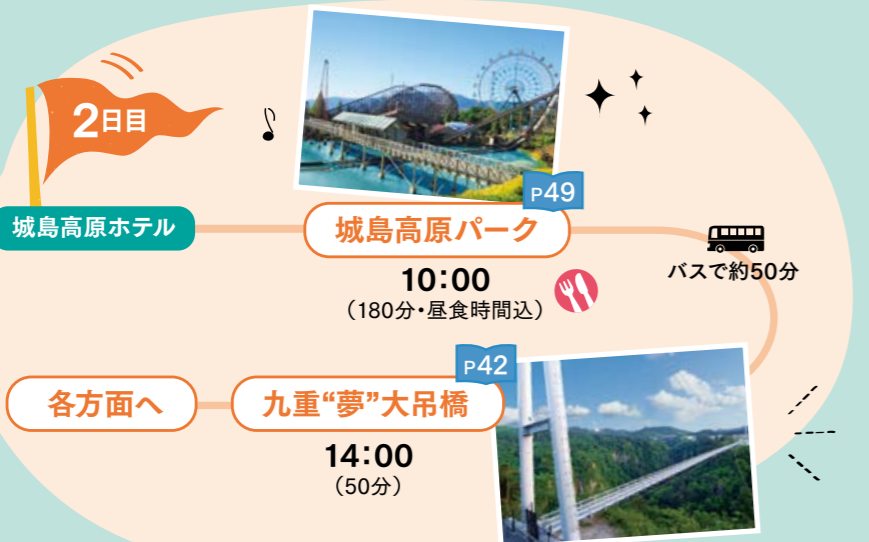 2日目
城島高原ホテル
城島高原パーク
P49
10:00
（180分・昼食時間込）
バスで約50分
九重“夢”大吊橋
P42
14:00
（50分）
各方面へ